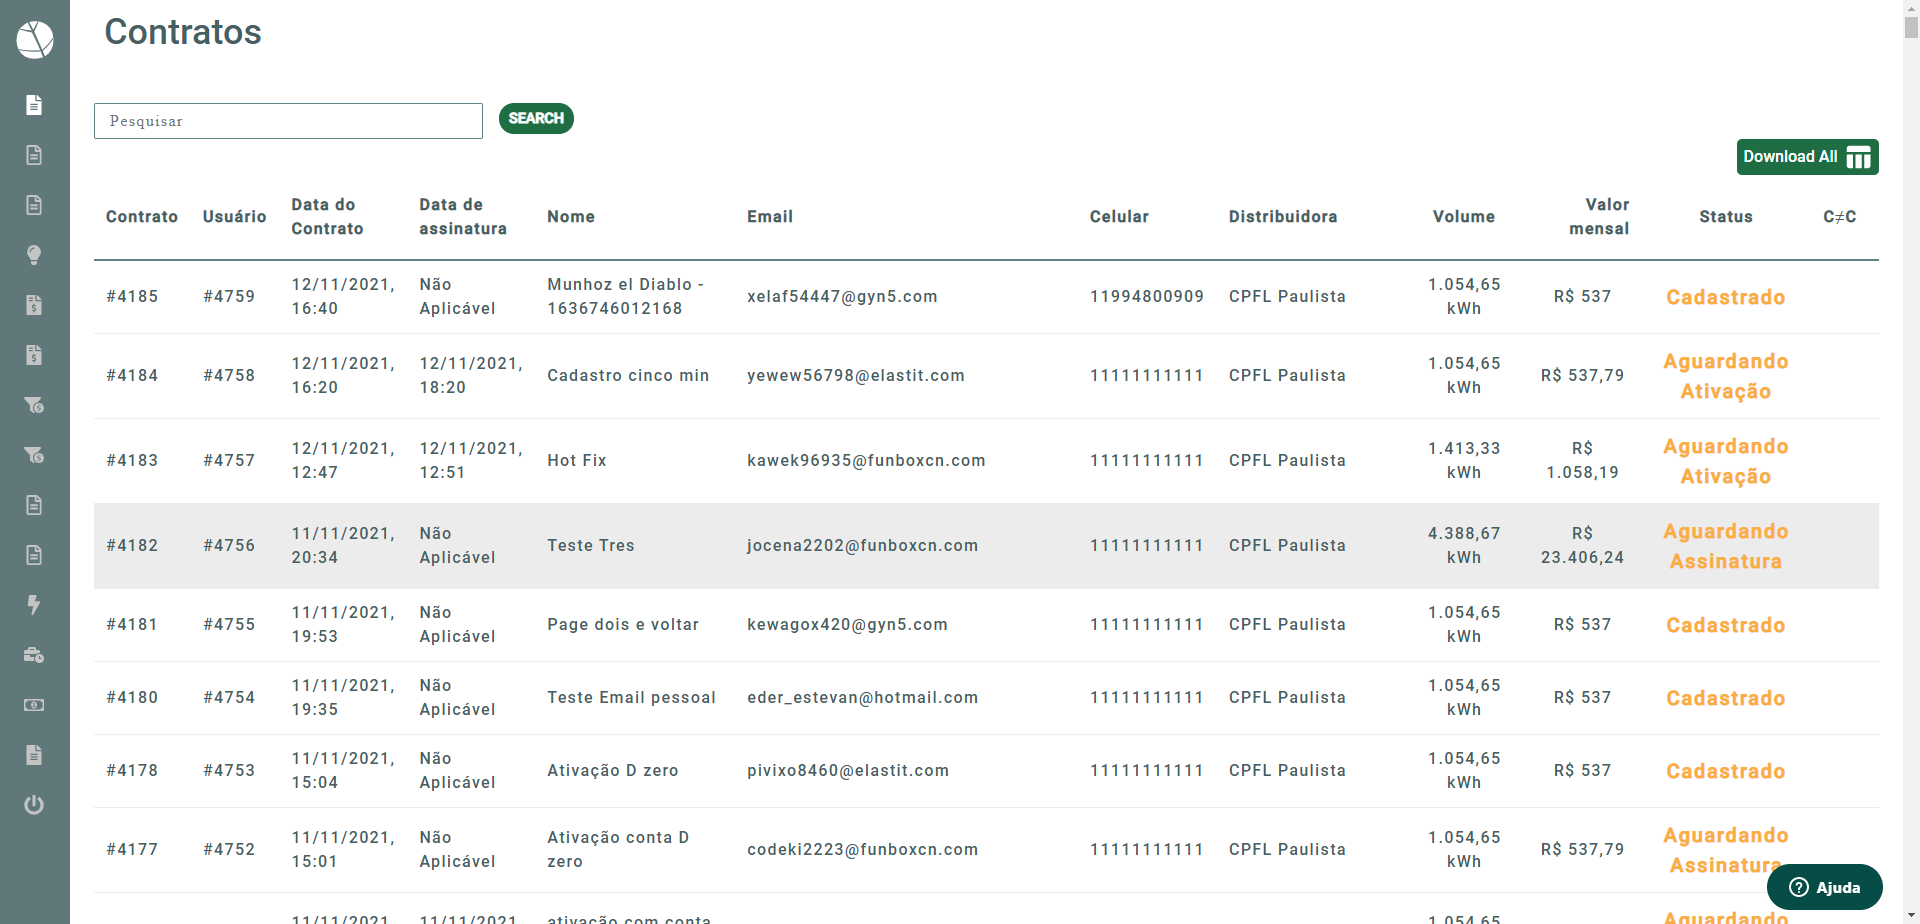 Contratos
Pesquisar
SEARCH
Download All
Contrato Usuário Data do Contrato Data de assinatura Nome Email Celular Distribuidora Volume Valor mensal Status C≠C
#4185 #4759 12/11/2021, 16:40 Não Aplicável Munhoz el Diablo - 1636746012168 xelaf54447@gyn5.com 11994800909 CPFL Paulista 1.054,65 kWh R$ 537 Cadastrado
#4184 #4758 12/11/2021, 16:20 12/11/2021, 18:20 Cadastro cinco min yewew56798@elastit.com 11111111111 CPFL Paulista 1.054,65 kWh R$ 537,79 Aguardando Ativação
#4183 #4757 12/11/2021, 12:47 12/11/2021, 12:51 Hot Fix kawek96935@funboxcn.com 11111111111 CPFL Paulista 1.413,33 kWh R$ 1.058,19 Aguardando Ativação
#4182 #4756 11/11/2021, 20:34 Não Aplicável Teste Tres jocena2202@funboxcn.com 11111111111 CPFL Paulista 4.388,67 kWh R$ 23.406,24 Aguardando Assinatura
#4181 #4755 11/11/2021, 19:53 Não Aplicável Page dois e voltar kewagox420@gyn5.com 11111111111 CPFL Paulista 1.054,65 kWh R$ 537 Cadastrado
#4180 #4754 11/11/2021, 19:35 Não Aplicável Teste Email pessoal eder_estevan@hotmail.com 11111111111 CPFL Paulista 1.054,65 kWh R$ 537 Cadastrado
#4178 #4753 11/11/2021, 15:04 Não Aplicável Ativação D zero pivixo8460@elastit.com 11111111111 CPFL Paulista 1.054,65 kWh R$ 537 Cadastrado
#4177 #4752 11/11/2021, 15:01 Não Aplicável Ativação conta D zero codeki2223@funboxcn.com 11111111111 CPFL Paulista 1.054,65 kWh R$ 537,79 Aguardando Assinatura
11/11/2021, 11/11/2021, ativação com conta 1.054,65 Aguardando
Ajuda